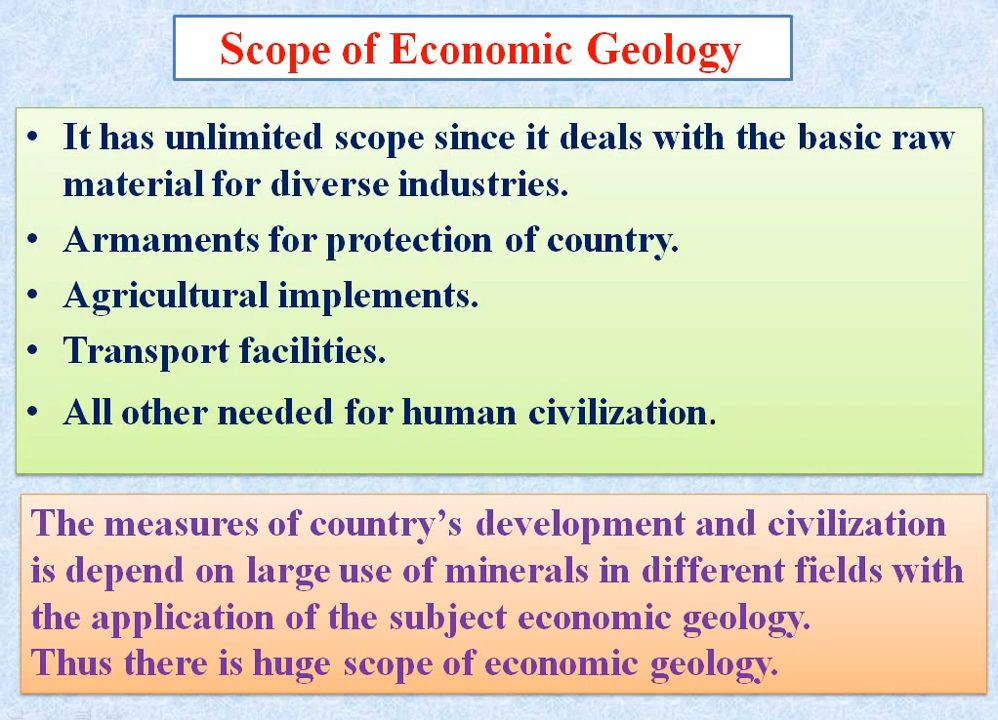 Scope of Economic Geology
• It has unlimited scope since it deals with the basic raw
material for diverse industries.
• Armaments for protection of country.
• Agricultural implements.
• Transport facilities.
• All other needed for human civilization.
The measures of country’s development and civilization
is depend on large use of minerals in different fields with
the application of the subject economic geology.
Thus there is huge scope of economic geology.